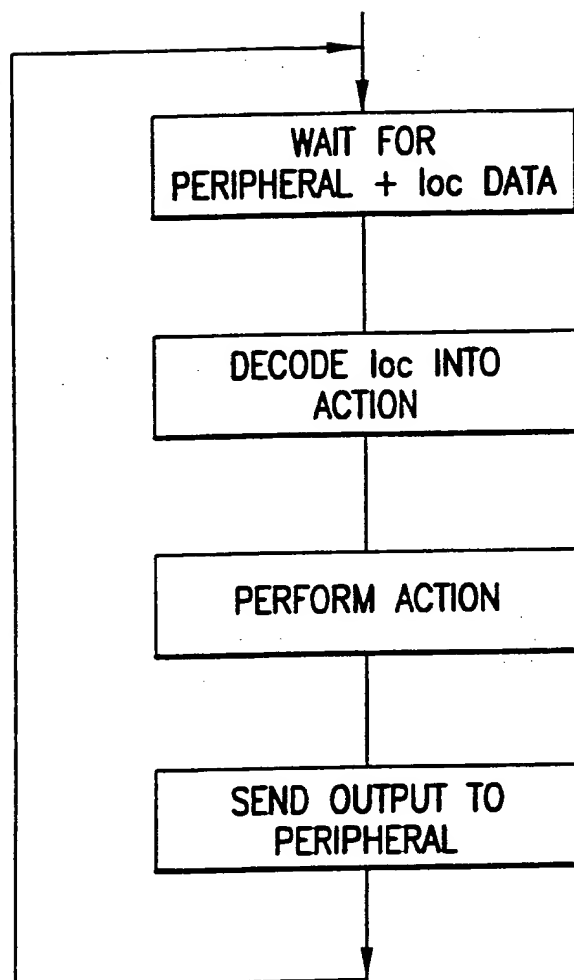 WAIT FOR
PERIPHERAL + loc DATA
DECODE loc INTO
ACTION
PERFORM ACTION
SEND OUTPUT TO
PERIPHERAL